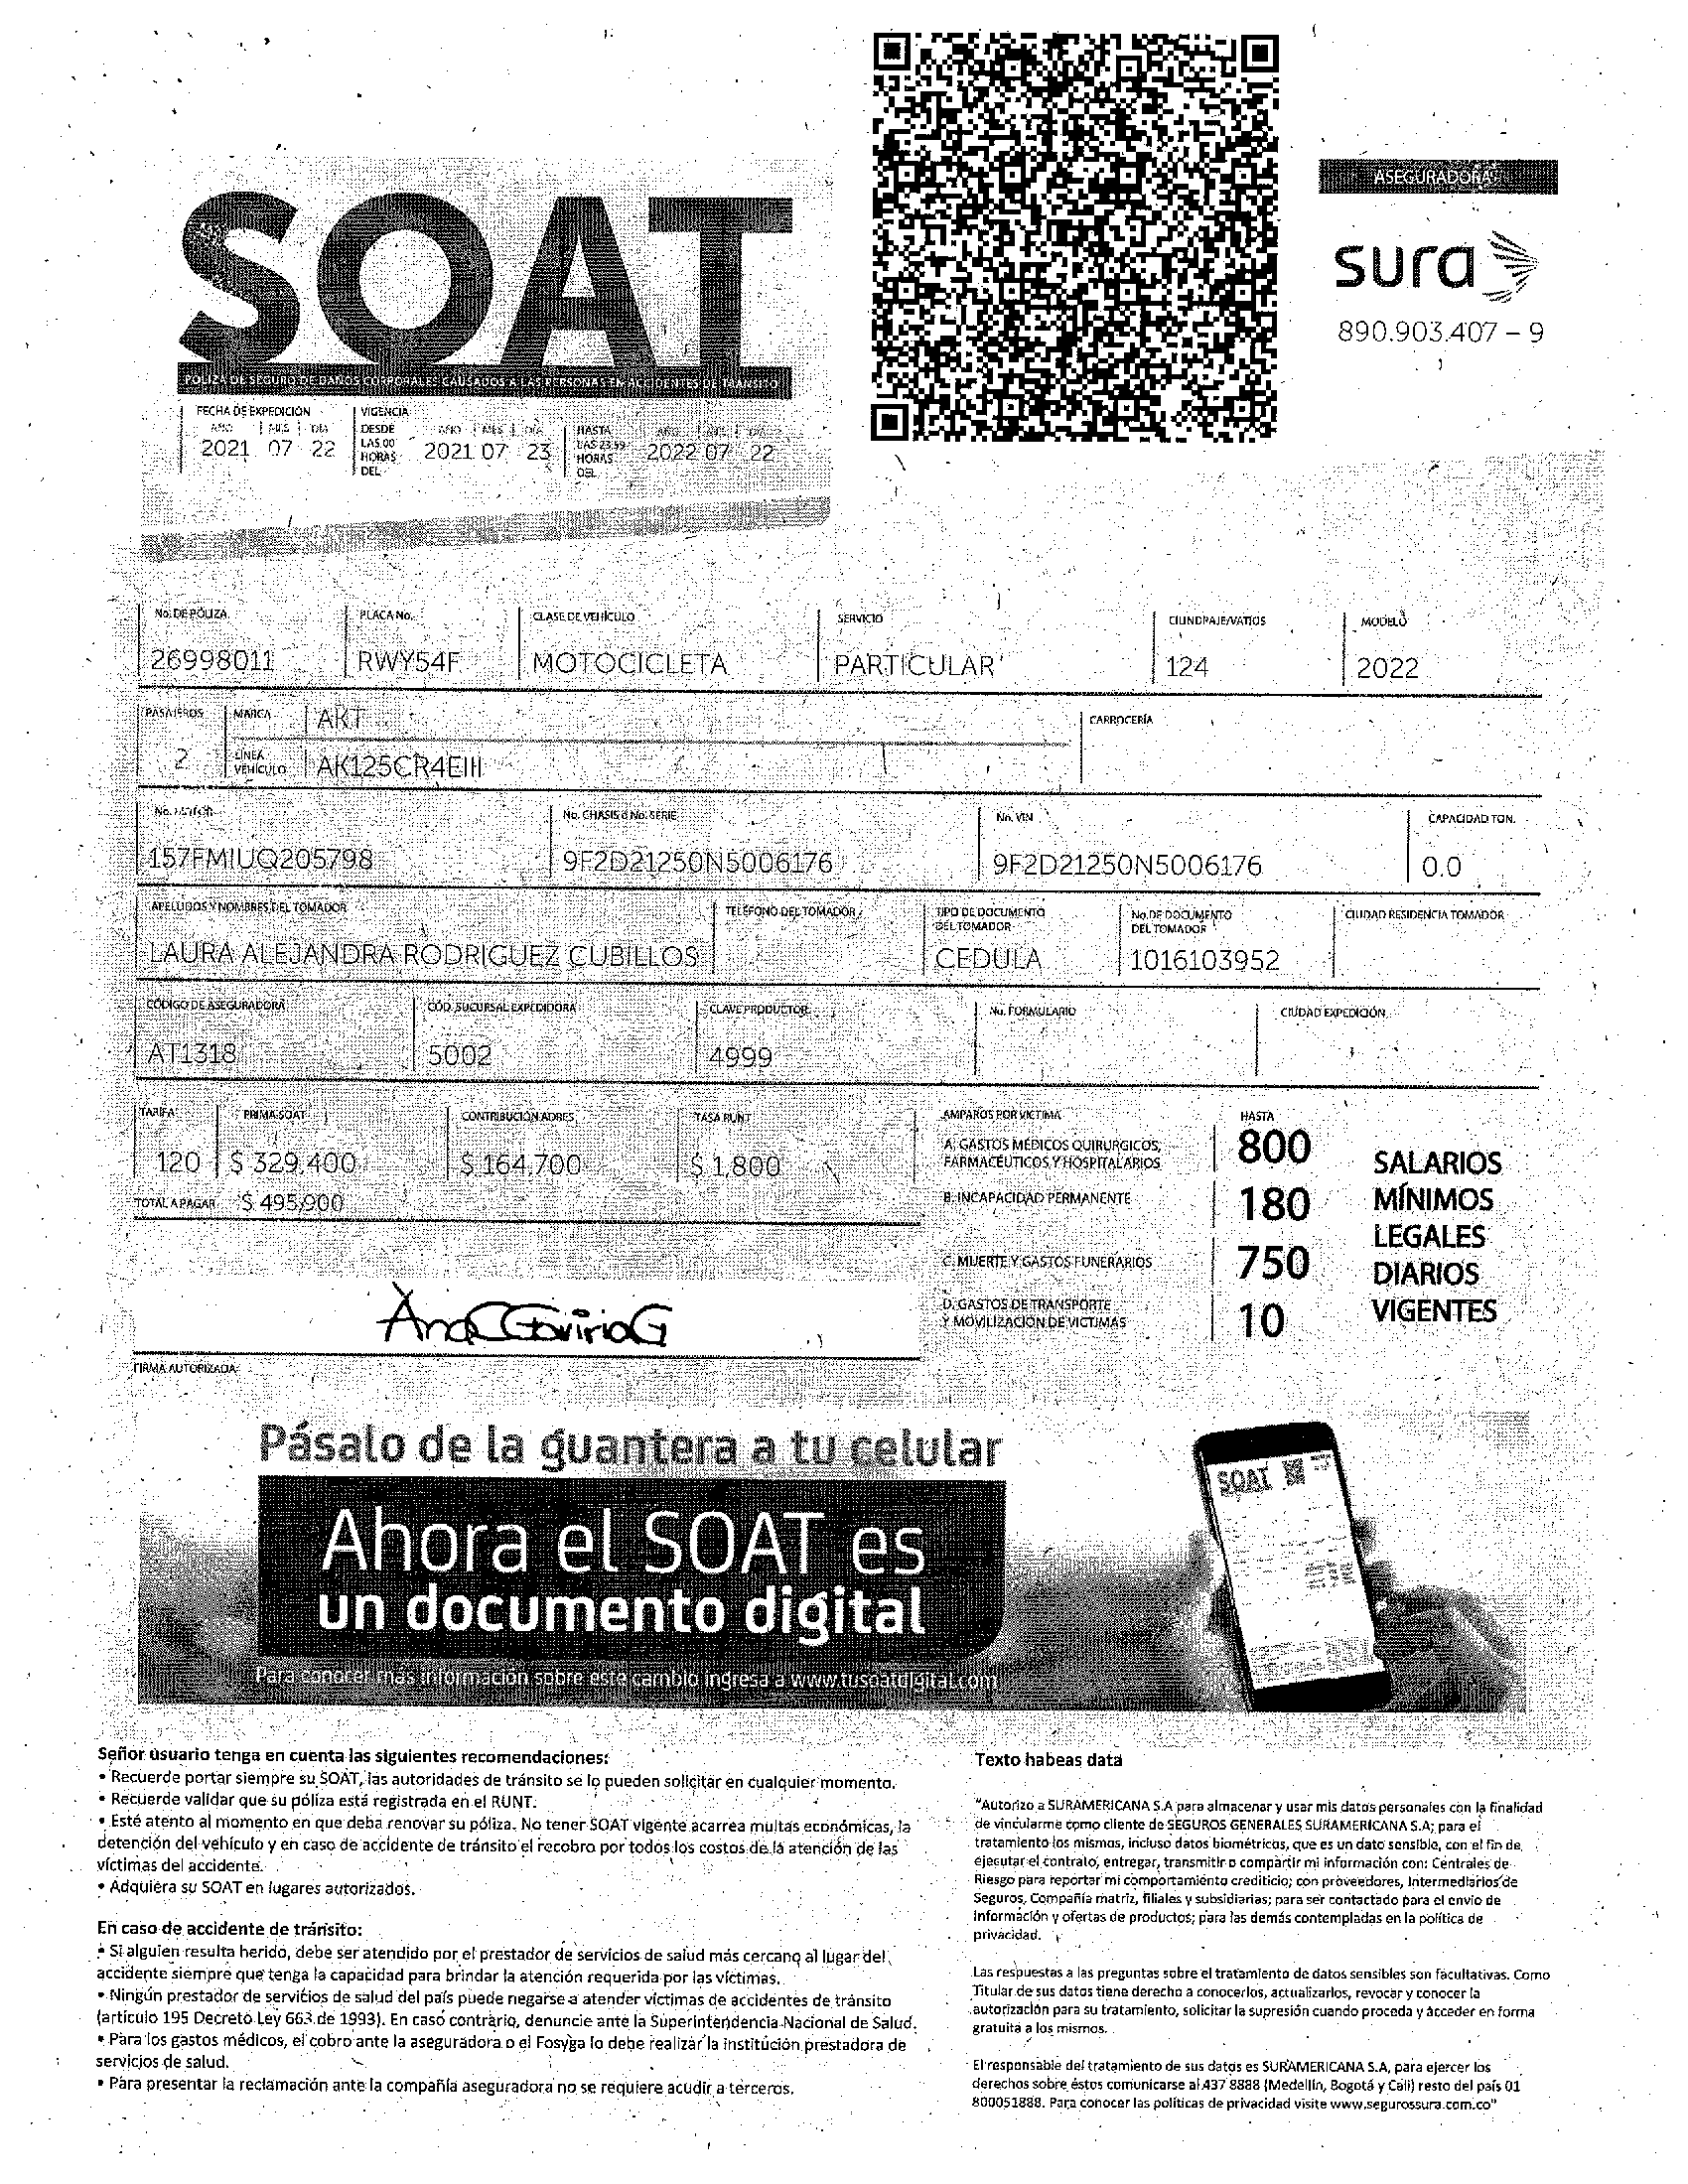 ASEGURADORA
sura
890.903.407 – 9
SOAT
POLIZA DE SEGURO DE DAÑOS CORPORALES CAUSADOS A LAS PERSONAS EN ACCIDENTES DE TRANSITO
FECHA DE EXPEDICIÓN
AÑO MES DIA
2021 07 22
VIGENCIA
DESDE LAS 00 HORAS DEL
AÑO MES DIA
2021 07 23
HASTA LAS 23:59 HORAS DEL
2022 07 22
No. DE PÓLIZA PLACA No. CLASE DE VEHÍCULO SERVICIO CILINDRAJE/VATIOS MODELO
26998011 RWY54F MOTOCICLETA PARTICULAR 124 2022
PASAJEROS MARCA AKT CARROCERÍA
2 LINEA VEHICULO AK125CR4EIII
No. MOTOR No. CHASIS ó No. SERIE No. VIN CAPACIDAD TON.
157FMIUQ205798 9F2D21250N5006176 9F2D21250N5006176 0.0
APELLIDOS Y NOMBRES DEL TOMADOR TELÉFONO DEL TOMADOR TIPO DE DOCUMENTO DEL TOMADOR No. DE DOCUMENTO DEL TOMADOR CIUDAD RESIDENCIA TOMADOR
LAURA ALEJANDRA RODRIGUEZ CUBILLOS CEDULA 1016103952
CÓDIGO DE ASEGURADORA COD. SUCURSAL EXPEDIDORA CLAVE PRODUCTOR No. FORMULARIO CIUDAD EXPEDICIÓN
AT1318 5002 4999
TARIFA PRIMA SOAT CONTRIBUCIÓN ADRES TASA RUNT
120 $ 329,400 $ 164,700 $ 1,800
TOTAL A PAGAR $ 495,900
AMPAROS POR VICTIMA HASTA
A. GASTOS MÉDICOS QUIRÚRGICOS, FARMACÉUTICOS Y HOSPITALARIOS 800
B. INCAPACIDAD PERMANENTE 180
C. MUERTE Y GASTOS FUNERARIOS 750
D. GASTOS DE TRANSPORTE Y MOVILIZACIÓN DE VICTIMAS 10
SALARIOS
MÍNIMOS
LEGALES
DIARIOS
VIGENTES
AnaCGaviriaG
FIRMA AUTORIZADA
Pásalo de la guantera a tu celular
Ahora el SOAT es
un documento digital
Para conocer más información sobre este cambio ingresa a www.tusoatdigital.com
SOAT
Señor usuario tenga en cuenta las siguientes recomendaciones:
• Recuerde portar siempre su SOAT, las autoridades de tránsito se lo pueden solicitar en cualquier momento.
• Recuerde validar que su póliza está registrada en el RUNT.
• Esté atento al momento en que deba renovar su póliza. No tener SOAT vigente acarrea multas económicas, la
detención del vehículo y en caso de accidente de tránsito el recobro por todos los costos de la atención de las
víctimas del accidente.
• Adquiera su SOAT en lugares autorizados.
En caso de accidente de tránsito:
• Si alguien resulta herido, debe ser atendido por el prestador de servicios de salud más cercano al lugar del
accidente siempre que tenga la capacidad para brindar la atención requerida por las víctimas.
• Ningún prestador de servicios de salud del país puede negarse a atender víctimas de accidentes de tránsito
(artículo 195 Decreto Ley 663 de 1993). En caso contrario, denuncie ante la Superintendencia Nacional de Salud.
• Para los gastos médicos, el cobro ante la aseguradora o el Fosyga lo debe realizar la institución prestadora de
servicios de salud.
• Para presentar la reclamación ante la compañía aseguradora no se requiere acudir a terceros.
Texto habeas data
"Autorizo a SURAMERICANA S.A para almacenar y usar mis datos personales con la finalidad
de vincularme como cliente de SEGUROS GENERALES SURAMERICANA S.A; para el
tratamiento los mismos, incluso datos biométricos, que es un dato sensible, con el fin de
ejecutar el contrato, entregar, transmitir o compartir mi información con: Centrales de
Riesgo para reportar mi comportamiento crediticio; con proveedores, Intermediarios de
Seguros, Compañía matriz, filiales y subsidiarias; para ser contactado para el envío de
información y ofertas de productos; para las demás contempladas en la política de
privacidad.
Las respuestas a las preguntas sobre el tratamiento de datos sensibles son facultativas. Como
Titular de sus datos tiene derecho a conocerlos, actualizarlos, revocar y conocer la
autorización para su tratamiento, solicitar la supresión cuando proceda y acceder en forma
gratuita a los mismos.
El responsable del tratamiento de sus datos es SURAMERICANA S.A, para ejercer los
derechos sobre éstos comunicarse al 437 8888 (Medellín, Bogotá y Cali) resto del país 01
800051888. Para conocer las políticas de privacidad visite www.segurossura.com.co"